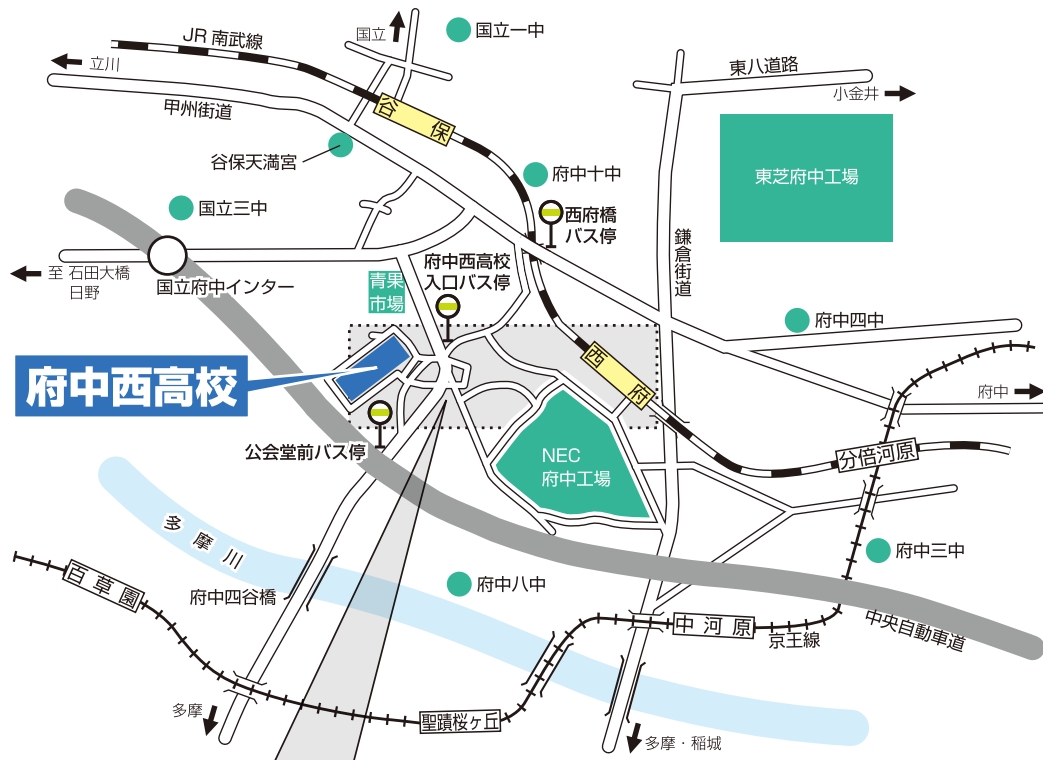 国立
国立一中
JR 南武線
立川
東八道路
小金井
甲州街道
谷保
谷保天満宮
府中十中
東芝府中工場
国立三中
西府橋
バス停
鎌倉街道
府中西高校
入口バス停
至 石田大橋
日野
国立府中インター
青果
市場
府中四中
西府
府中西高校
府中
公会堂前バス停
分倍河原
NEC
府中工場
多摩川
府中三中
百草園
府中四谷橋
府中八中
中河原
京王線
中央自動車道
多摩
聖蹟桜ヶ丘
多摩・稲城